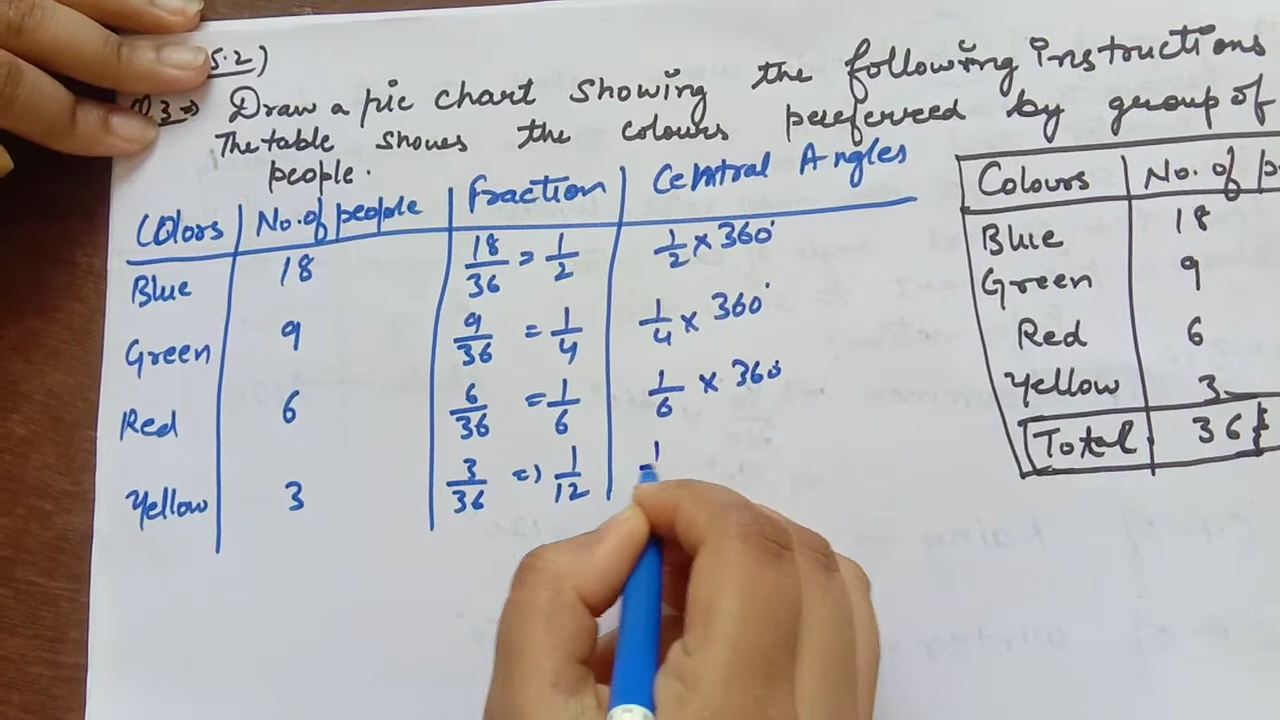 5.2)
Q.3 ⇒ Draw a pie chart showing the following instructions
The table shows the colours preferred by group of
people.
Colors No. of people Fraction Central Angles
Blue 18 18/36 = 1/2 1/2 × 360°
Green 9 9/36 = 1/4 1/4 × 360°
Red 6 6/36 = 1/6 1/6 × 360°
Yellow 3 3/36 => 1/12 1
Colours No. of p
Blue 18
Green 9
Red 6
Yellow 3
Total 36